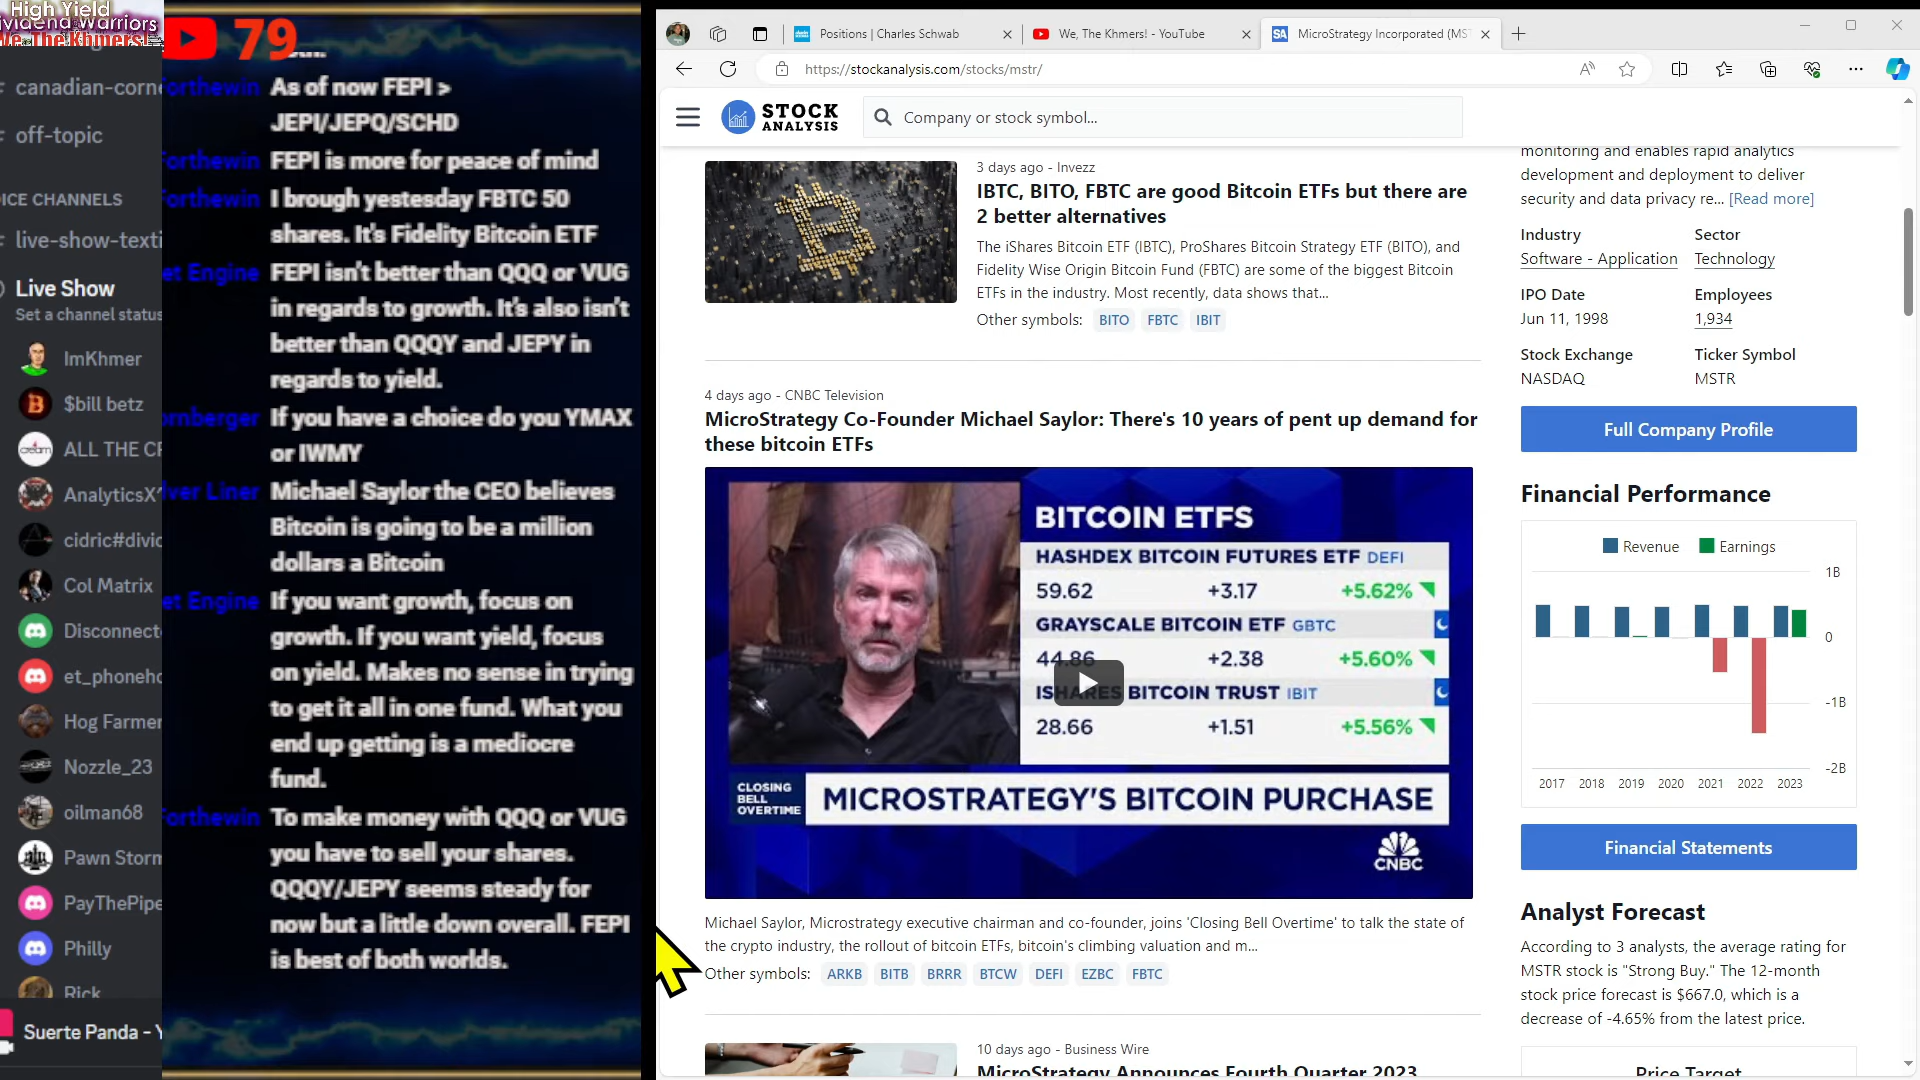 High Yield
Dividend Warriors
We, The Khmers!
79
canadian-corn
off-topic
VOICE CHANNELS
live-show-texti
Live Show
Set a channel status
ImKhmer
$bill betz
ALL THE CR
AnalyticsX
cidric#divid
Col Matrix
Disconnect
et_phoneho
Hog Farmer
Nozzle_23
oilman68
Pawn Storm
PayThePipe
Philly
Rick
Suerte Panda - Y
Forthewin As of now FEPI >
JEPI/JEPQ/SCHD
Forthewin FEPI is more for peace of mind
Forthewin I brough yestesday FBTC 50
shares. It's Fidelity Bitcoin ETF
et Engine FEPI isn't better than QQQ or VUG
in regards to growth. It's also isn't
better than QQQY and JEPY in
regards to yield.
ornberger If you have a choice do you YMAX
or IWMY
lver Liner Michael Saylor the CEO believes
Bitcoin is going to be a million
dollars a Bitcoin
et Engine If you want growth, focus on
growth. If you want yield, focus
on yield. Makes no sense in trying
to get it all in one fund. What you
end up getting is a mediocre
fund.
Forthewin To make money with QQQ or VUG
you have to sell your shares.
QQQY/JEPY seems steady for
now but a little down overall. FEPI
is best of both worlds.
Positions | Charles Schwab
We, The Khmers! - YouTube
SA MicroStrategy Incorporated (MST
https://stockanalysis.com/stocks/mstr/
STOCK
ANALYSIS
Company or stock symbol...
3 days ago - Invezz
IBTC, BITO, FBTC are good Bitcoin ETFs but there are
2 better alternatives
The iShares Bitcoin ETF (IBTC), ProShares Bitcoin Strategy ETF (BITO), and
Fidelity Wise Origin Bitcoin Fund (FBTC) are some of the biggest Bitcoin
ETFs in the industry. Most recently, data shows that...
Other symbols: BITO FBTC IBIT
4 days ago - CNBC Television
MicroStrategy Co-Founder Michael Saylor: There's 10 years of pent up demand for
these bitcoin ETFs
BITCOIN ETFS
HASHDEX BITCOIN FUTURES ETF DEFI
59.62 +3.17 +5.62%
GRAYSCALE BITCOIN ETF GBTC
44.86 +2.38 +5.60%
ISHARES BITCOIN TRUST IBIT
28.66 +1.51 +5.56%
CLOSING
BELL
OVERTIME
MICROSTRATEGY'S BITCOIN PURCHASE
CNBC
Michael Saylor, Microstrategy executive chairman and co-founder, joins 'Closing Bell Overtime' to talk the state of
the crypto industry, the rollout of bitcoin ETFs, bitcoin's climbing valuation and m...
Other symbols: ARKB BITB BRRR BTCW DEFI EZBC FBTC
10 days ago - Business Wire
MicroStrategy Announces Fourth Quarter 2023
monitoring and enables rapid analytics
development and deployment to deliver
security and data privacy re... [Read more]
Industry Sector
Software - Application Technology
IPO Date Employees
Jun 11, 1998 1,934
Stock Exchange Ticker Symbol
NASDAQ MSTR
Full Company Profile
Financial Performance
Revenue Earnings
1B
0
-1B
-2B
2017 2018 2019 2020 2021 2022 2023
Financial Statements
Analyst Forecast
According to 3 analysts, the average rating for
MSTR stock is "Strong Buy." The 12-month
stock price forecast is $667.0, which is a
decrease of -4.65% from the latest price.
Price Target